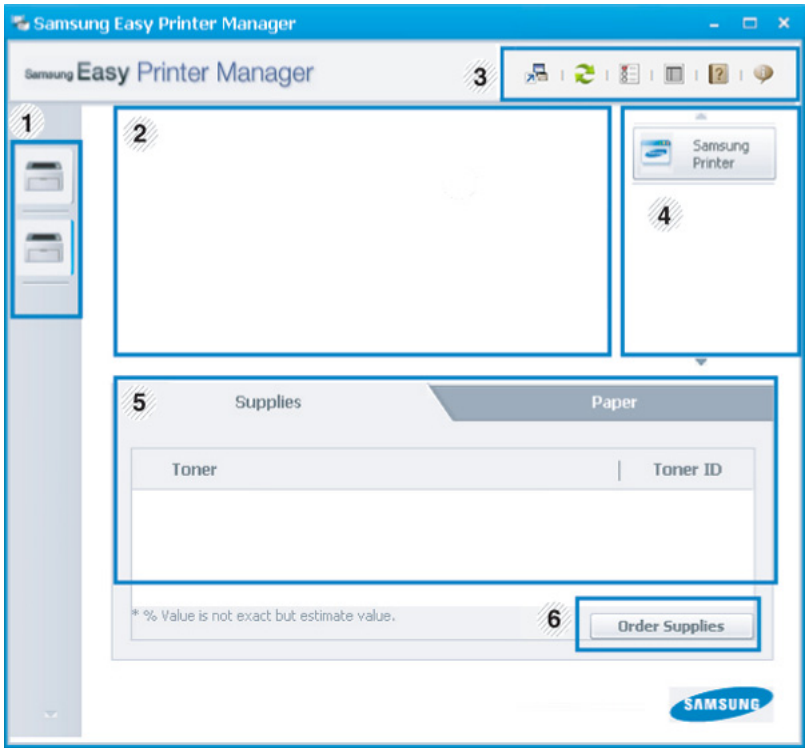 Samsung Easy Printer Manager
Samsung Easy Printer Manager
3
1
2
Samsung
Printer
4
5
Supplies
Paper
Toner
Toner ID
* % Value is not exact but estimate value.
6
Order Supplies
SAMSUNG